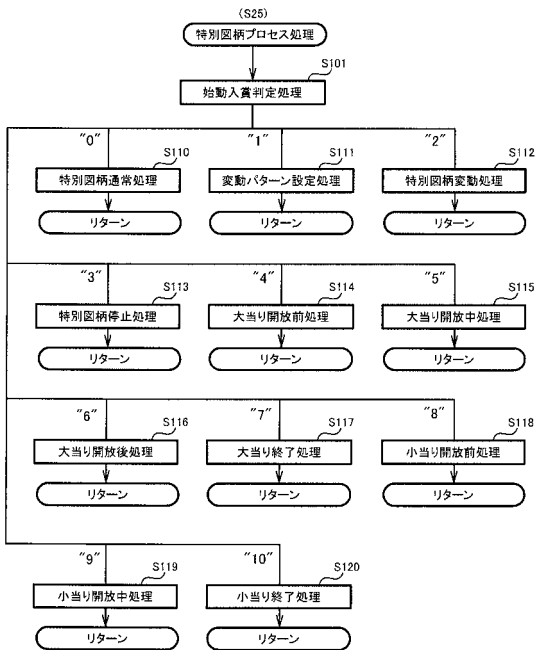 (S25)
特別図柄プロセス処理
S101
始動入賞判定処理
"0"
"1"
"2"
S110
S111
S112
特別図柄通常処理
変動パターン設定処理
特別図柄変動処理
リターン
リターン
リターン
"3"
"4"
"5"
S113
S114
S115
特別図柄停止処理
大当り開放前処理
大当り開放中処理
リターン
リターン
リターン
"6"
"7"
"8"
S116
S117
S118
大当り開放後処理
大当り終了処理
小当り開放前処理
リターン
リターン
リターン
"9"
"10"
S119
S120
小当り開放中処理
小当り終了処理
リターン
リターン